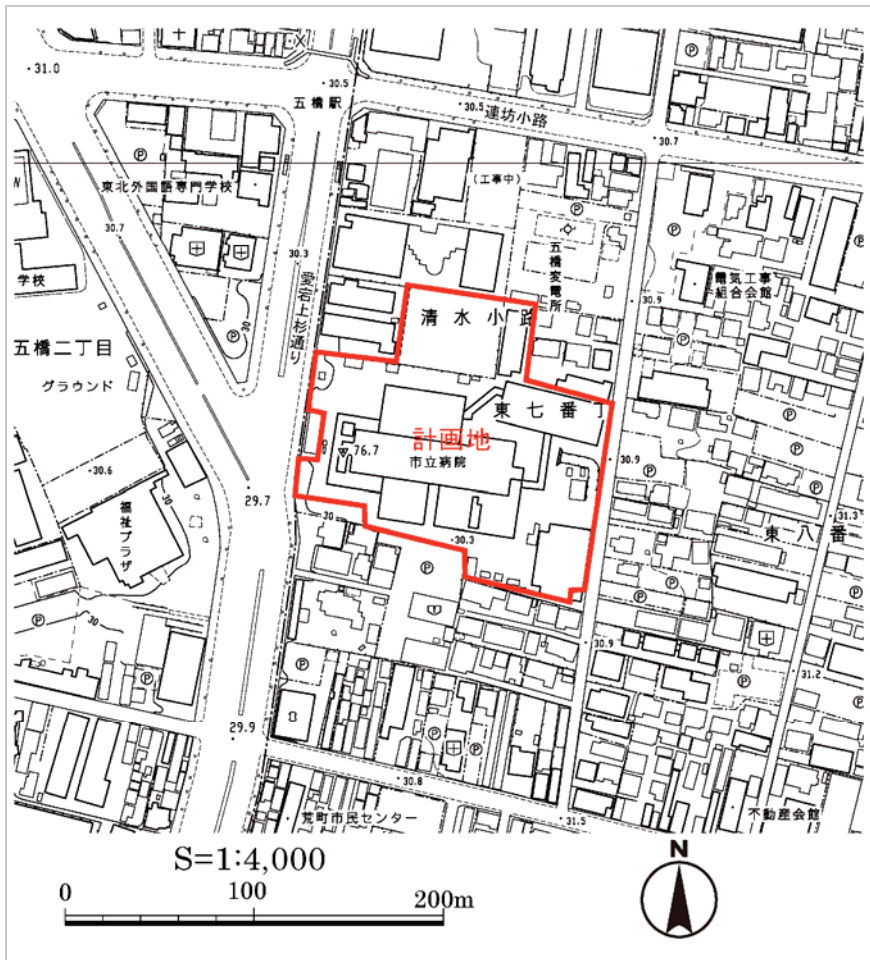 31.0
30.5
五橋駅
30.5
連坊小路
30.7
Ⓟ
Ⓟ
Ⓟ
東北外国語専門学校
(工事中)
Ⓟ
30.7
30.3
五橋変電所
Ⓟ
Ⓟ
Ⓟ
学校
愛宕上杉通り
電気工事
組合会館
30.9
清水小路
Ⓟ
30
五橋二丁目
グラウンド
東七番丁
計画地
76.7
市立病院
30.9
Ⓟ
30.6
Ⓟ
29.7
30
31.3
30
福祉プラザ
30.3
東八番
Ⓟ
Ⓟ
30
30.9
Ⓟ
Ⓟ
31.2
Ⓟ
Ⓟ
29.9
Ⓟ
Ⓟ
30.8
荒町市民センター
31.5
不動産会館
S=1:4,000
N
0
100
200m